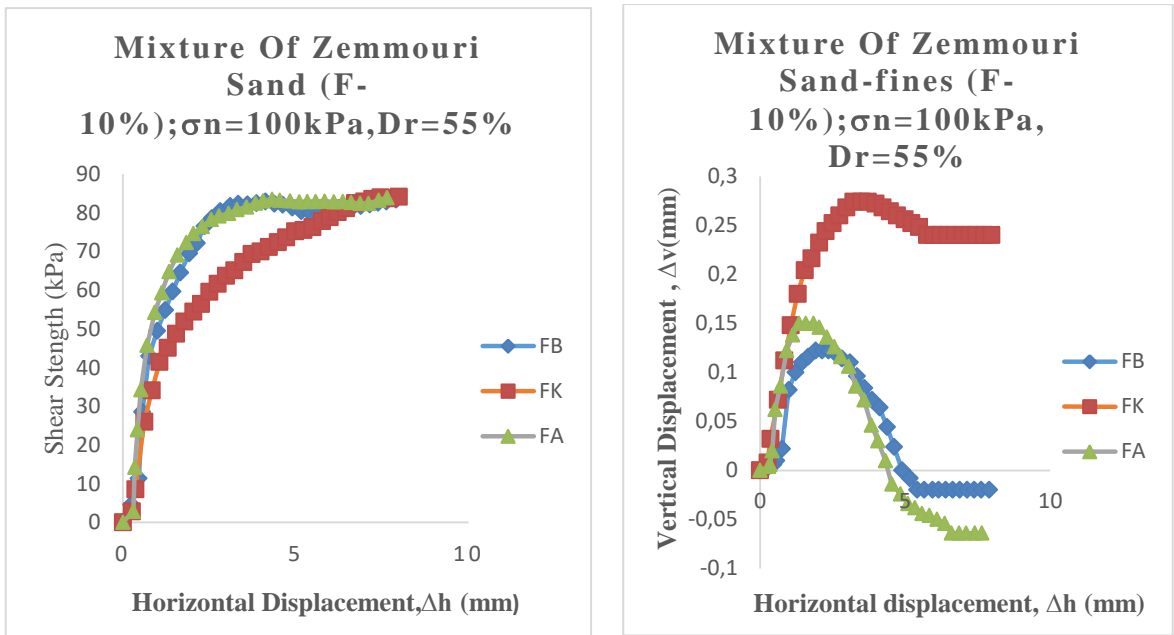 Mixture Of Zemmouri
Sand (F-
10%);σn=100kPa,Dr=55%
90
80
70
60
50
40
30
20
10
0
0
5
10
Shear Stength (kPa)
Horizontal Displacement,Δh (mm)
FB
FK
FA
Mixture Of Zemmouri
Sand-fines (F-
10%);σn=100kPa,
Dr=55%
0,3
0,25
0,2
0,15
0,1
0,05
0
-0,05
-0,1
0
5
10
Vertical Displacement , Δv(mm)
Horizontal displacement, Δh (mm)
FB
FK
FA